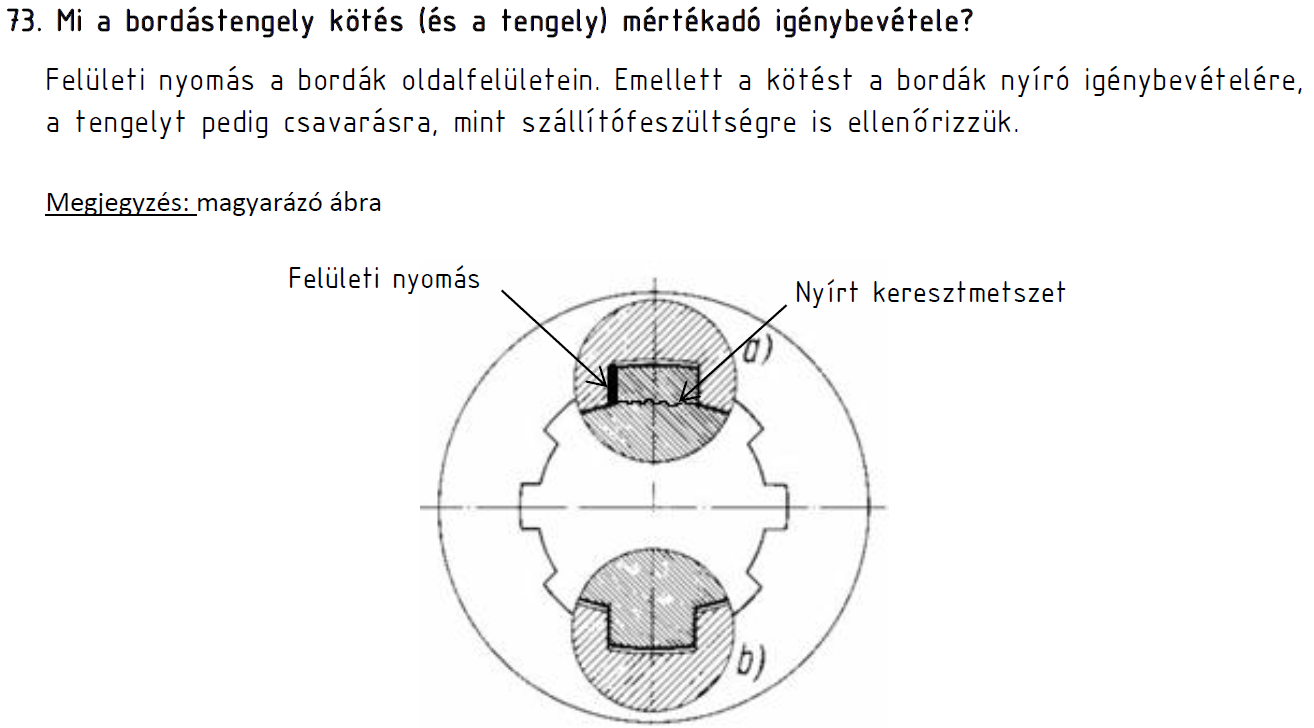 73. Mi a bordástengely kötés (és a tengely) mértékadó igénybevétele?
Felületi nyomás a bordák oldalfelületein. Emellett a kötést a bordák nyíró igénybevételére,
a tengelyt pedig csavarásra, mint szállítófeszültségre is ellenőrizzük.
Megjegyzés: magyarázó ábra
Felületi nyomás
Nyírt keresztmetszet
a)
b)